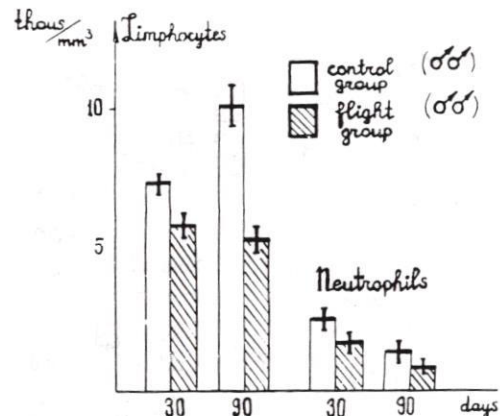 thous/mm³
Limphocytes
control group (♂♂)
flight group (♂♂)
10
5
Neutrophils
30 90 30 90 days